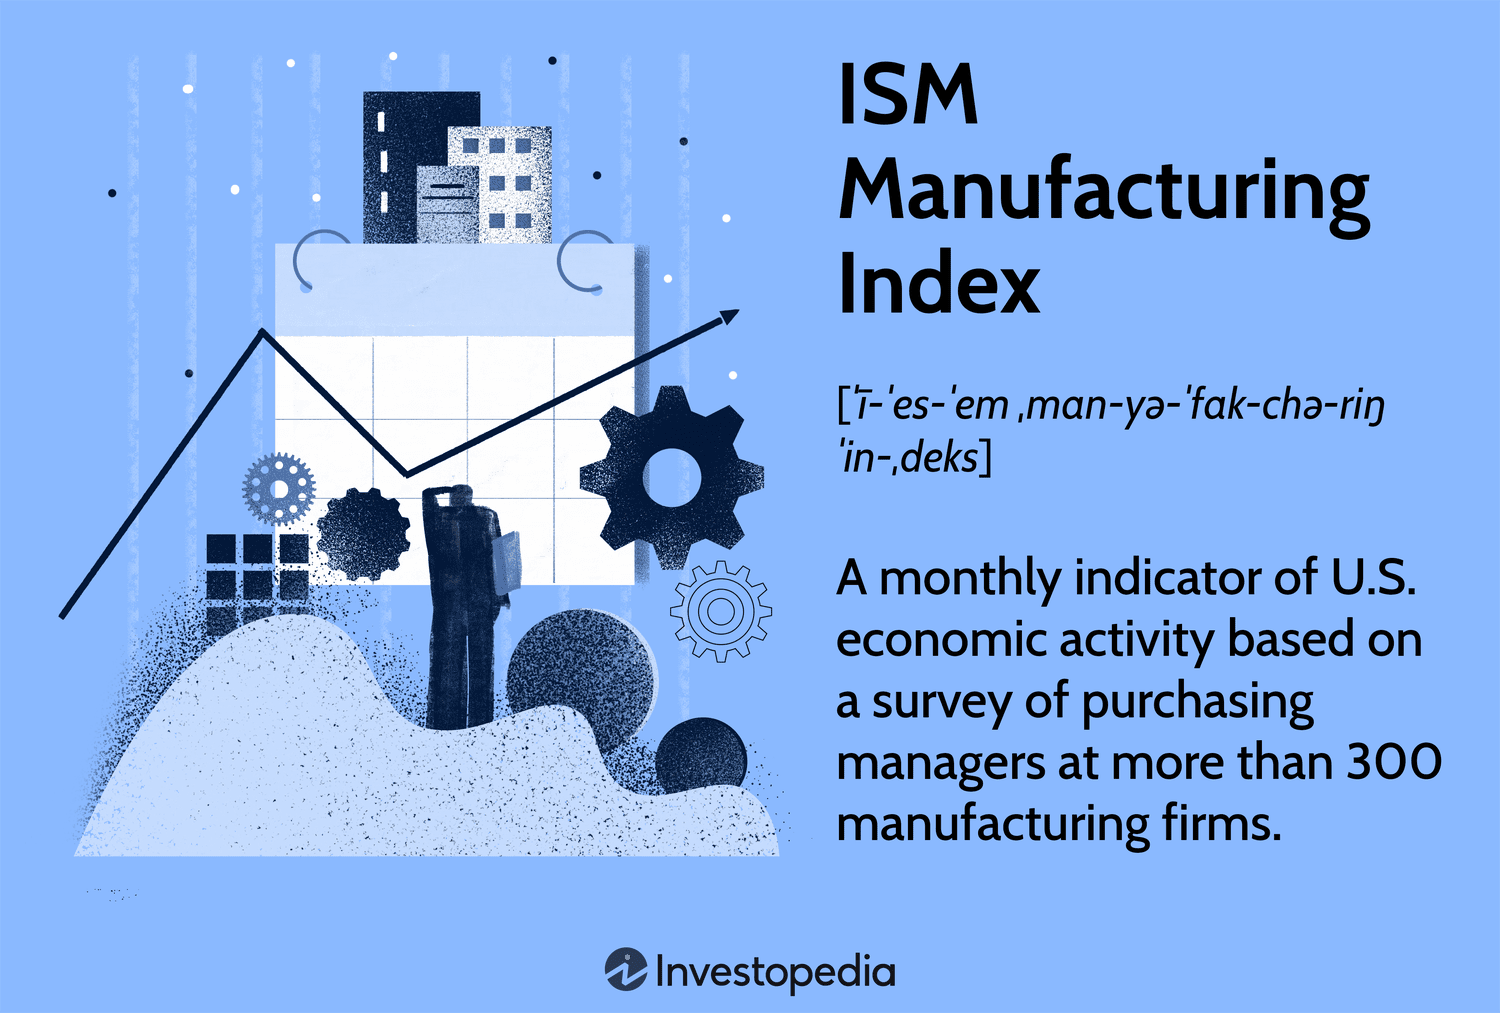 ISM
Manufacturing
Index
[ˈī-ˈes-ˈem ˌman-yə-ˈfak-chə-riŋ
ˈin-ˌdeks]
A monthly indicator of U.S.
economic activity based on
a survey of purchasing
managers at more than 300
manufacturing firms.
Investopedia